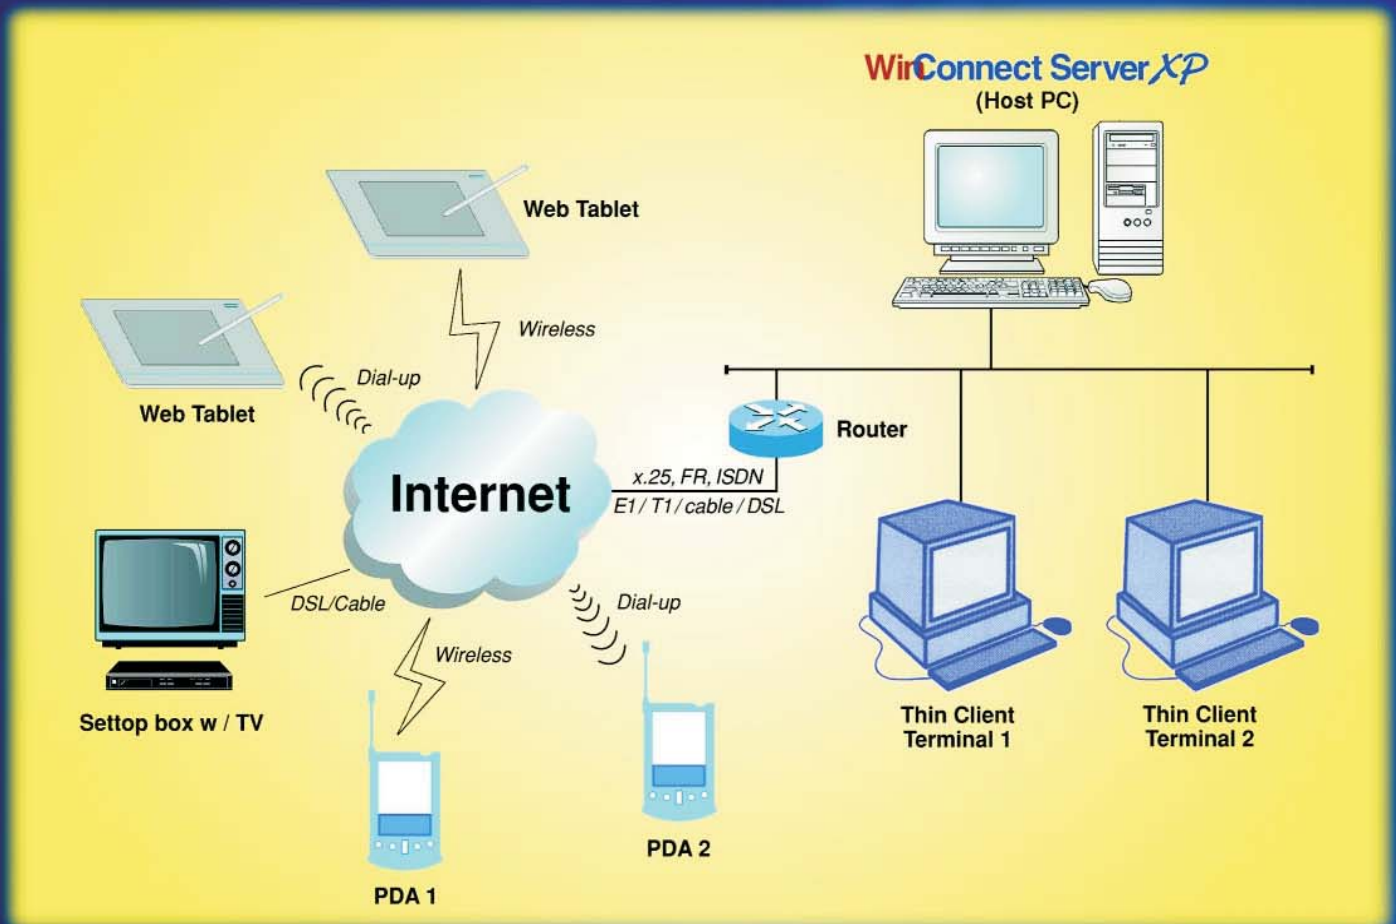 WinConnect Server XP
(Host PC)
Web Tablet
Wireless
Dial-up
Web Tablet
Router
Internet
x.25, FR, ISDN
E1 / T1 / cable / DSL
DSL/Cable
Dial-up
Wireless
Settop box w / TV
Thin Client
Terminal 1
Thin Client
Terminal 2
PDA 2
PDA 1